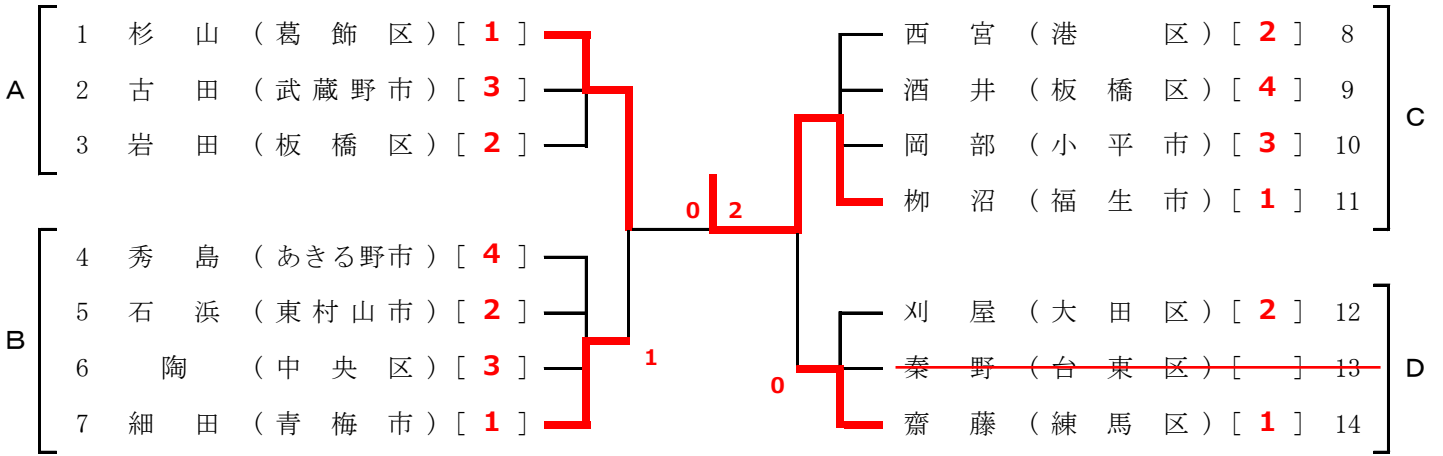 A
1 杉 山 ( 葛 飾 区 ) [ 1 ]
2 古 田 ( 武 蔵 野 市 ) [ 3 ]
3 岩 田 ( 板 橋 区 ) [ 2 ]
B
4 秀 島 ( あきる野市 ) [ 4 ]
5 石 浜 ( 東 村 山 市 ) [ 2 ]
6 陶 ( 中 央 区 ) [ 3 ]
7 細 田 ( 青 梅 市 ) [ 1 ]
1
0 2
0
西 宮 ( 港 区 ) [ 2 ] 8
酒 井 ( 板 橋 区 ) [ 4 ] 9
岡 部 ( 小 平 市 ) [ 3 ] 10
栁 沼 ( 福 生 市 ) [ 1 ] 11
C
刈 屋 ( 大 田 区 ) [ 2 ] 12
秦 野 ( 台 東 区 ) [ ] 13
齋 藤 ( 練 馬 区 ) [ 1 ] 14
D